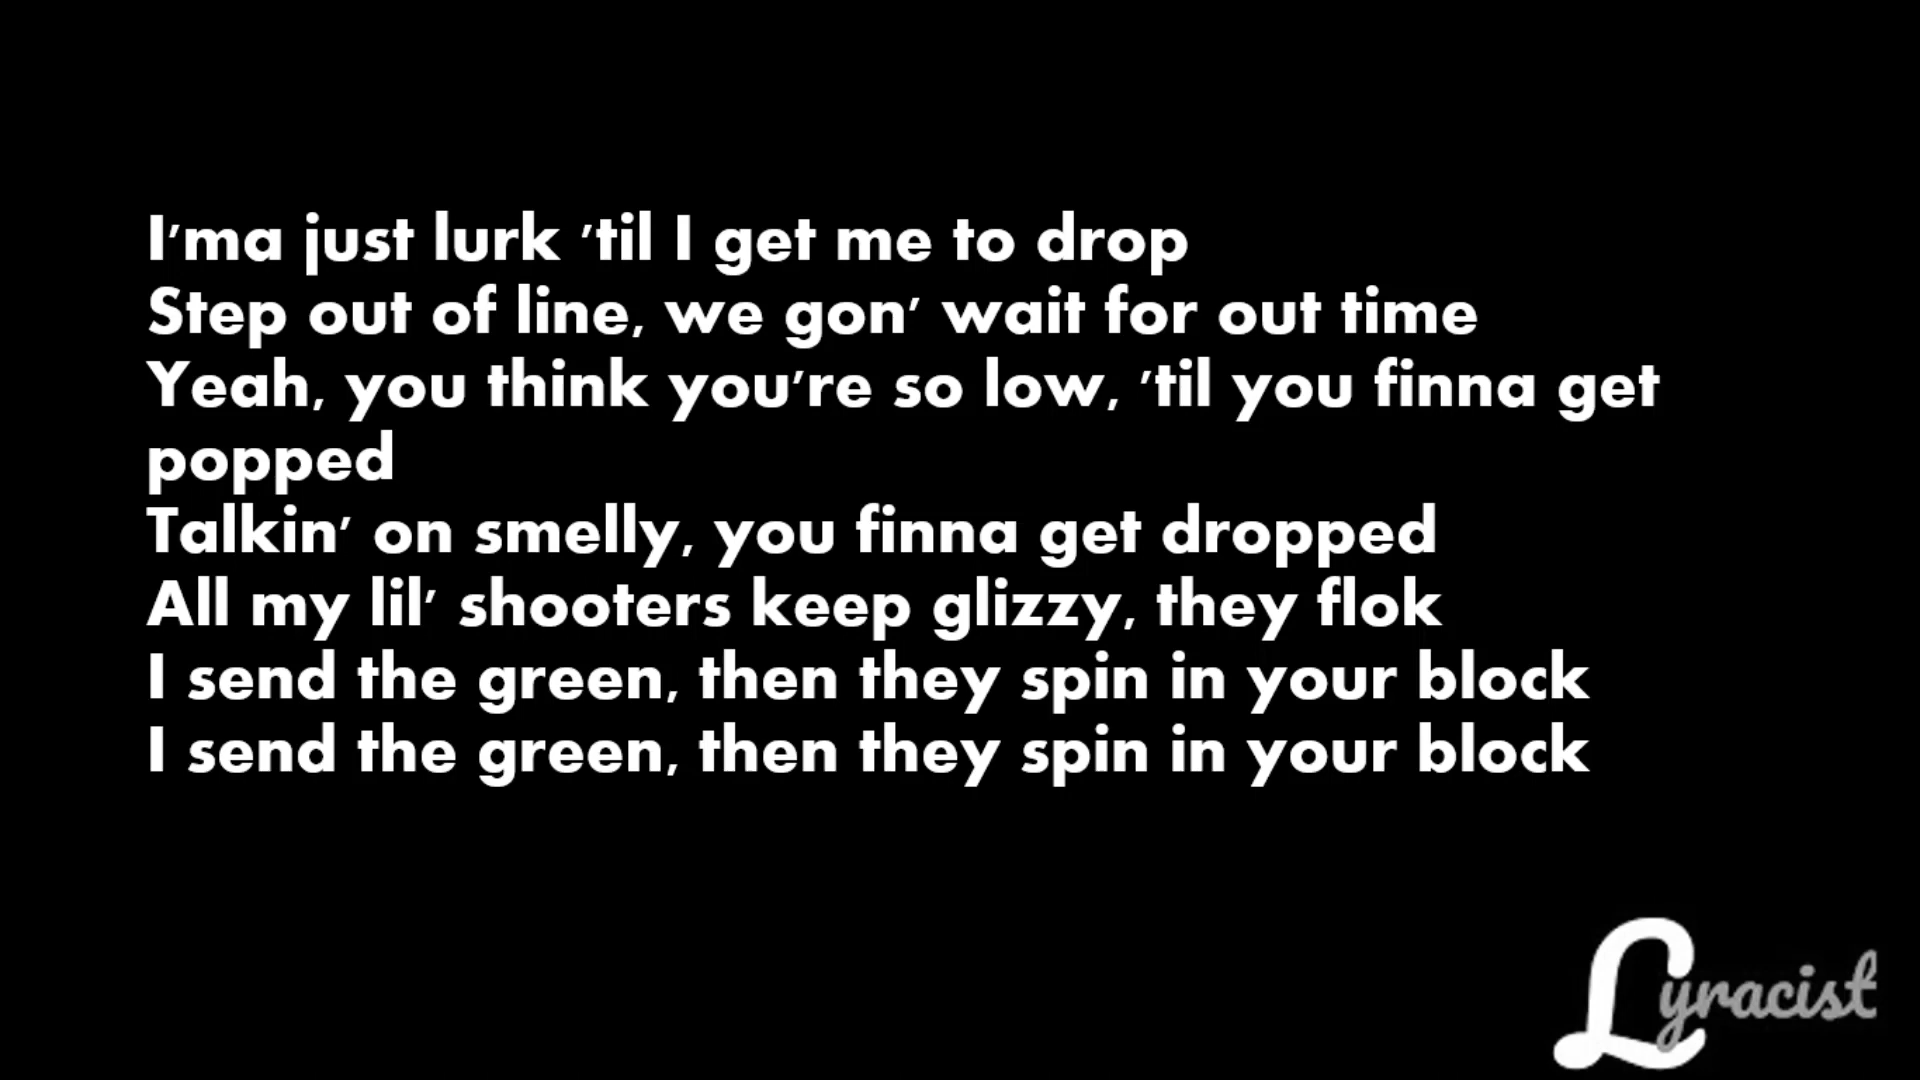 I'ma just lurk 'til I get me to drop
Step out of line, we gon' wait for out time
Yeah, you think you're so low, 'til you finna get
popped
Talkin' on smelly, you finna get dropped
All my lil' shooters keep glizzy, they flok
I send the green, then they spin in your block
I send the green, then they spin in your block
Lyracist